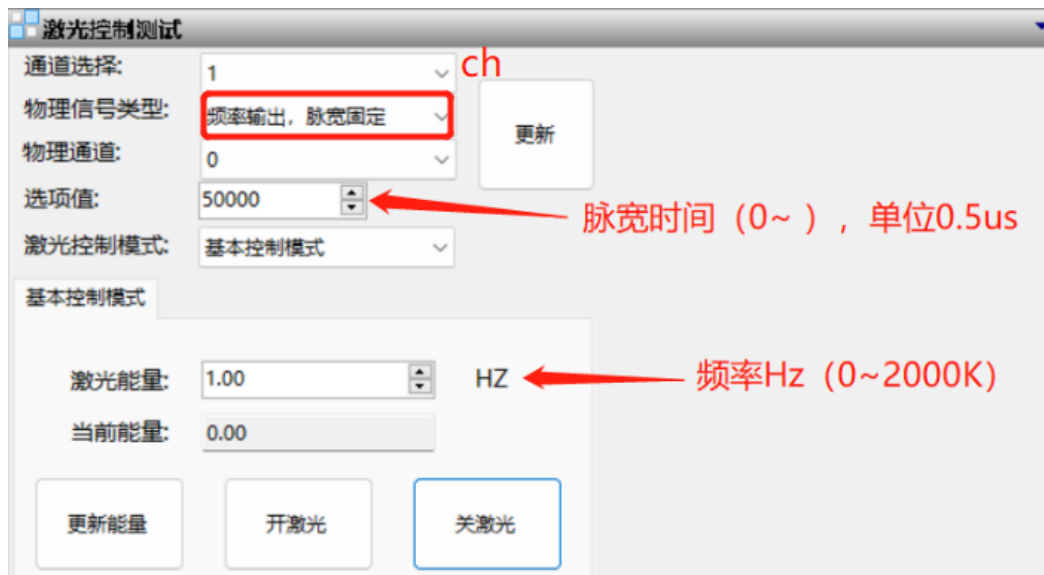 激光控制测试
通道选择: 1 ch
物理信号类型: 频率输出，脉宽固定
更新
物理通道: 0
选项值: 50000
脉宽时间（0~ ），单位0.5us
激光控制模式: 基本控制模式
基本控制模式
激光能量: 1.00 HZ
频率Hz（0~2000K）
当前能量: 0.00
更新能量 开激光 关激光